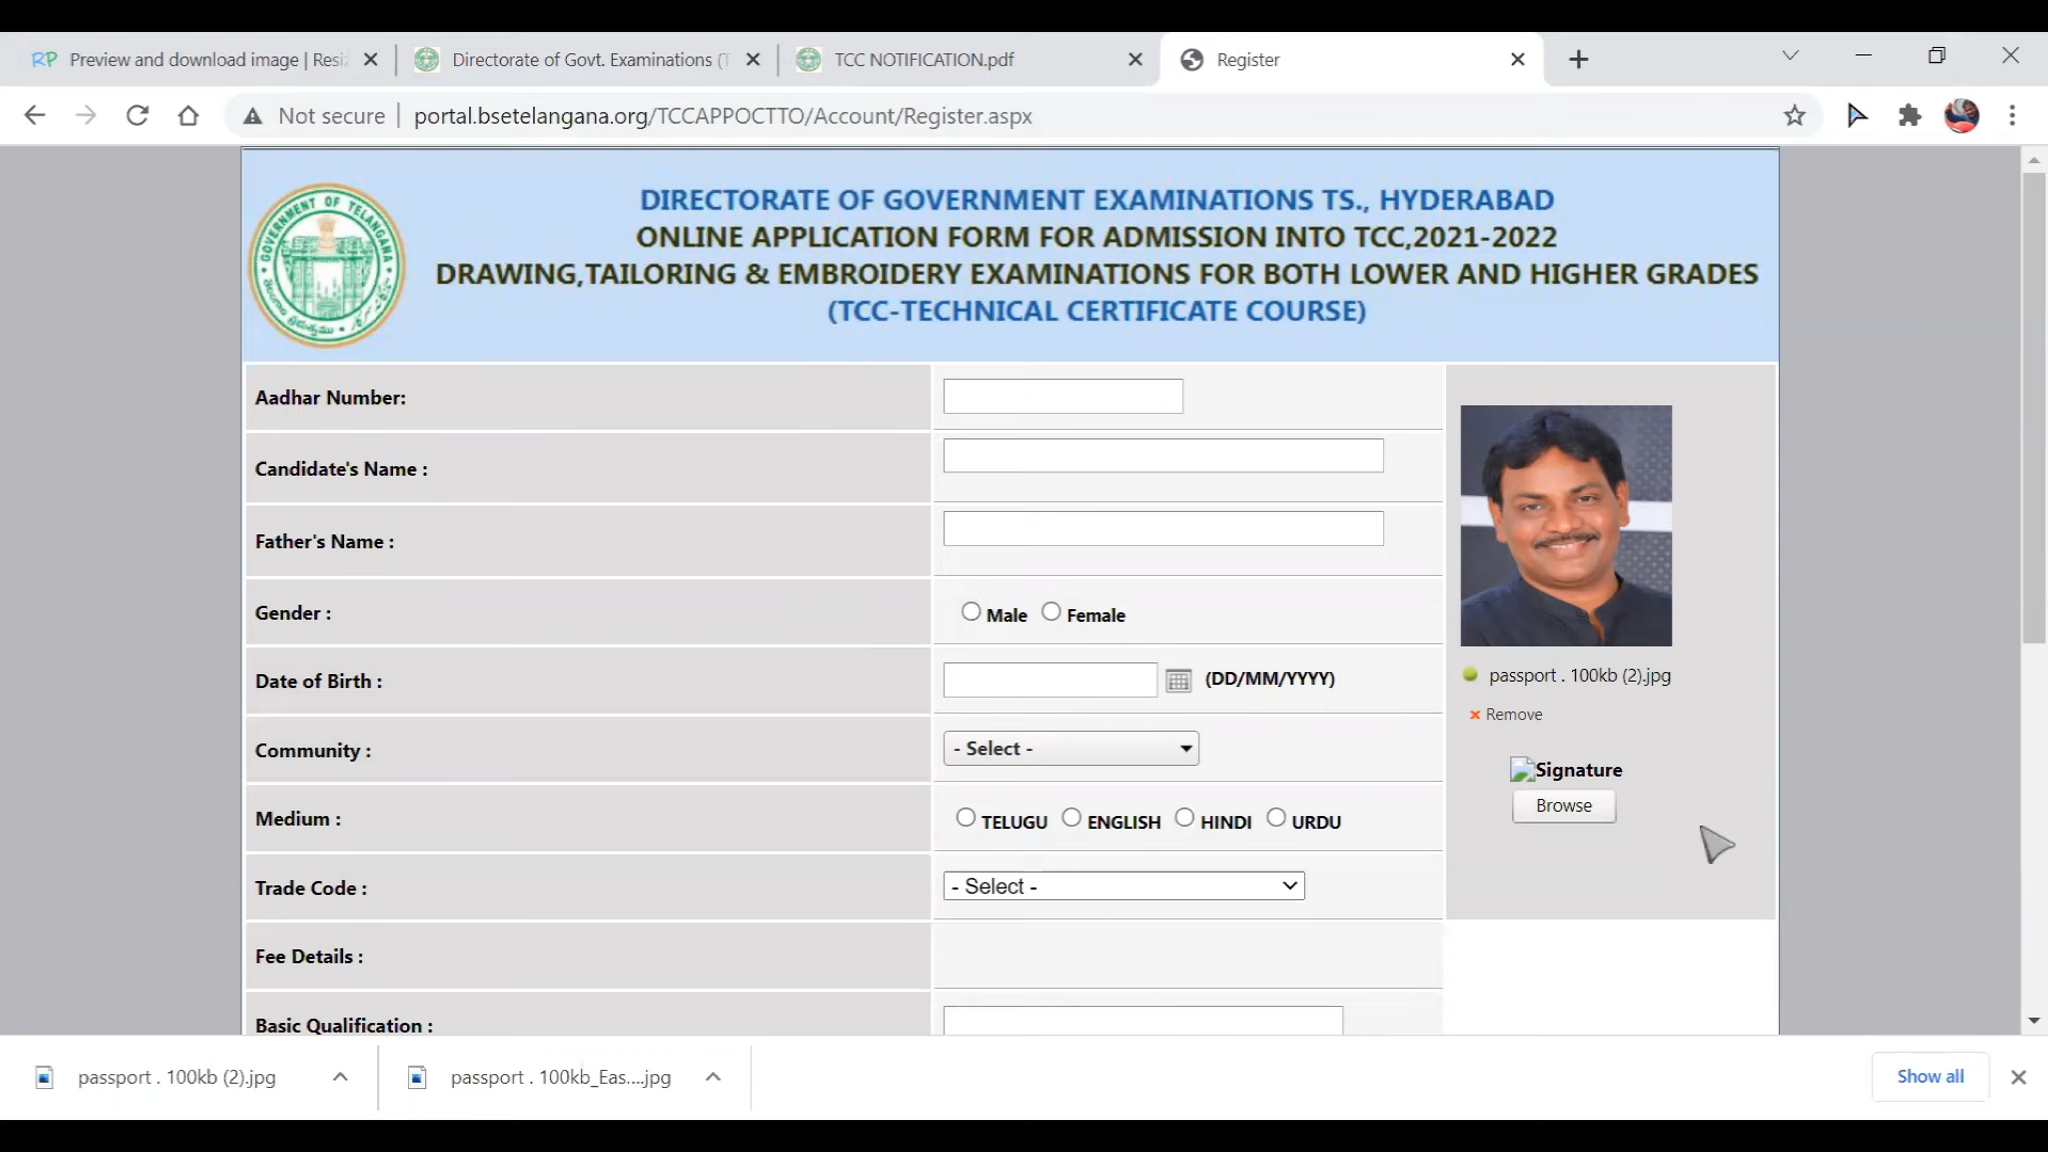 RP Preview and download image | Resi
Directorate of Govt. Examinations (T
TCC NOTIFICATION.pdf
Register
Not secure
portal.bsetelangana.org/TCCAPPOCTTO/Account/Register.aspx
GOVERNMENT OF TELANGANA
DIRECTORATE OF GOVERNMENT EXAMINATIONS TS., HYDERABAD
ONLINE APPLICATION FORM FOR ADMISSION INTO TCC,2021-2022
DRAWING,TAILORING & EMBROIDERY EXAMINATIONS FOR BOTH LOWER AND HIGHER GRADES
(TCC-TECHNICAL CERTIFICATE COURSE)
Aadhar Number:
Candidate's Name :
Father's Name :
Gender :
Male Female
Date of Birth :
(DD/MM/YYYY)
passport . 100kb (2).jpg
Remove
Community :
- Select -
Signature
Browse
Medium :
TELUGU ENGLISH HINDI URDU
Trade Code :
- Select -
Fee Details :
Basic Qualification :
passport . 100kb (2).jpg
passport . 100kb_Eas....jpg
Show all